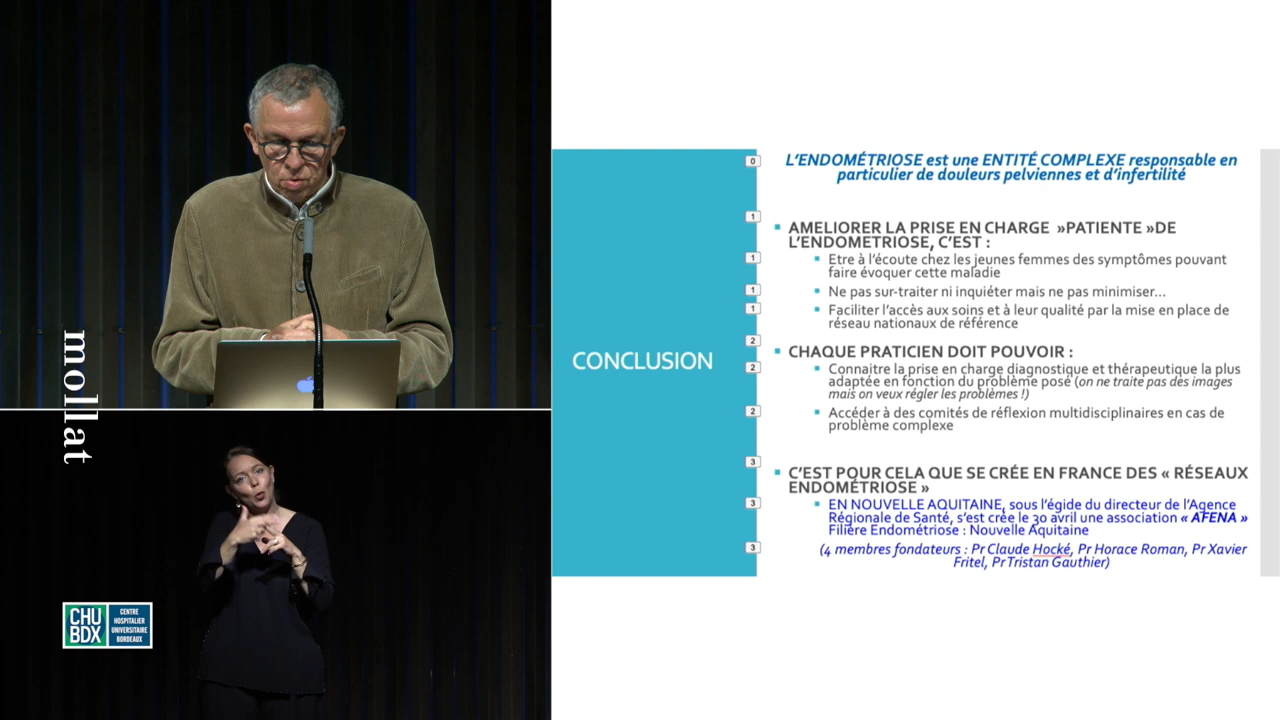 mollat
CHU
BDX
CENTRE
HOSPITALIER
UNIVERSITAIRE
BORDEAUX
CONCLUSION
0
L'ENDOMÉTRIOSE est une ENTITÉ COMPLEXE responsable en
particulier de douleurs pelviennes et d'infertilité
1
AMELIORER LA PRISE EN CHARGE »PATIENTE »DE
L'ENDOMETRIOSE, C'EST :
1
Etre à l'écoute chez les jeunes femmes des symptômes pouvant
faire évoquer cette maladie
1
Ne pas sur-traiter ni inquiéter mais ne pas minimiser...
1
Faciliter l'accès aux soins et à leur qualité par la mise en place de
réseau nationaux de référence
2
CHAQUE PRATICIEN DOIT POUVOIR :
2
Connaitre la prise en charge diagnostique et thérapeutique la plus
adaptée en fonction du problème posé (on ne traite pas des images
mais on veux régler les problèmes !)
2
Accéder à des comités de réflexion multidisciplinaires en cas de
problème complexe
3
C'EST POUR CELA QUE SE CRÉE EN FRANCE DES « RÉSEAUX
ENDOMÉTRIOSE »
3
EN NOUVELLE AQUITAINE, sous l'égide du directeur de l'Agence
Régionale de Santé, s'est crée le 30 avril une association « AFENA »
Filière Endométriose : Nouvelle Aquitaine
3
(4 membres fondateurs : Pr Claude Hocké, Pr Horace Roman, Pr Xavier
Fritel, Pr Tristan Gauthier)